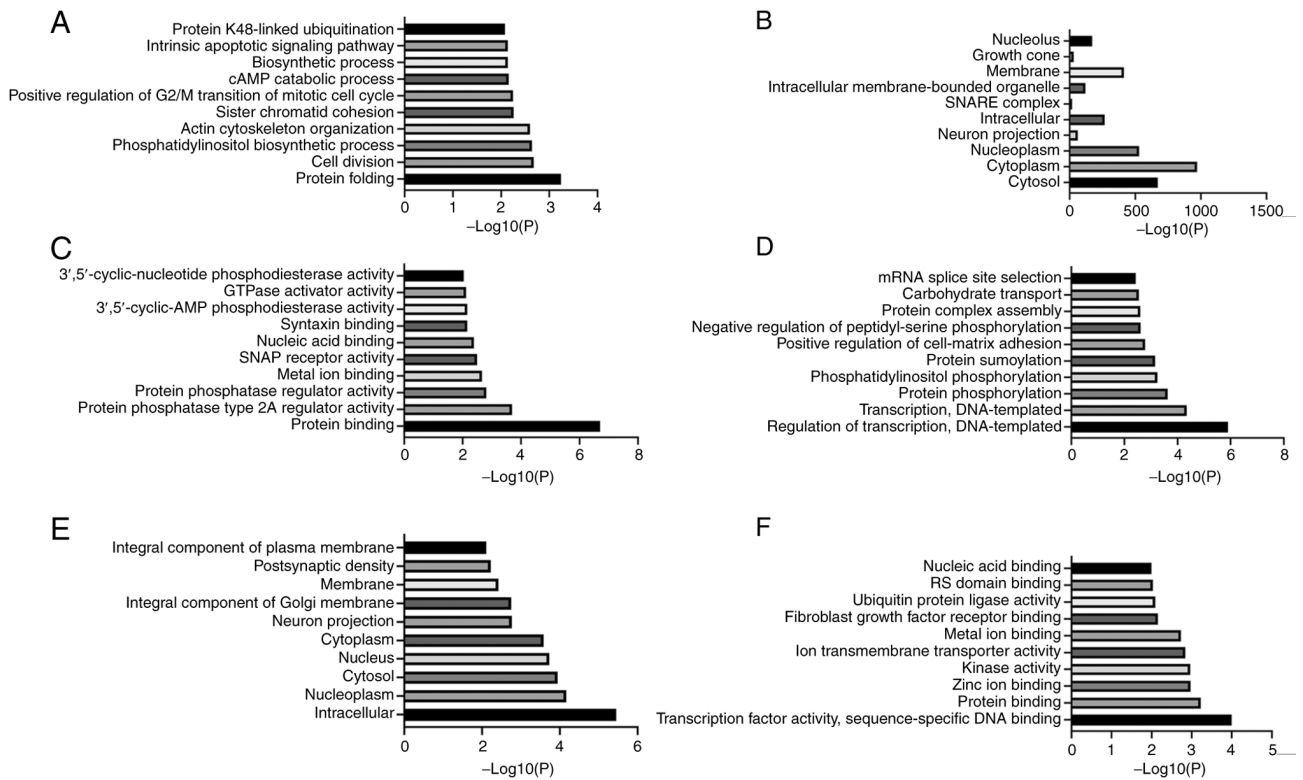 A
Protein K48-linked ubiquitination
Intrinsic apoptotic signaling pathway
Biosynthetic process
cAMP catabolic process
Positive regulation of G2/M transition of mitotic cell cycle
Sister chromatid cohesion
Actin cytoskeleton organization
Phosphatidylinositol biosynthetic process
Cell division
Protein folding
0 1 2 3 4
–Log10(P)
B
Nucleolus
Growth cone
Membrane
Intracellular membrane-bounded organelle
SNARE complex
Intracellular
Neuron projection
Nucleoplasm
Cytoplasm
Cytosol
0 500 1000 1500
–Log10(P)
C
3′,5′-cyclic-nucleotide phosphodiesterase activity
GTPase activator activity
3′,5′-cyclic-AMP phosphodiesterase activity
Syntaxin binding
Nucleic acid binding
SNAP receptor activity
Metal ion binding
Protein phosphatase regulator activity
Protein phosphatase type 2A regulator activity
Protein binding
0 2 4 6 8
–Log10(P)
D
mRNA splice site selection
Carbohydrate transport
Protein complex assembly
Negative regulation of peptidyl-serine phosphorylation
Positive regulation of cell-matrix adhesion
Protein sumoylation
Phosphatidylinositol phosphorylation
Protein phosphorylation
Transcription, DNA-templated
Regulation of transcription, DNA-templated
0 2 4 6 8
–Log10(P)
E
Integral component of plasma membrane
Postsynaptic density
Membrane
Integral component of Golgi membrane
Neuron projection
Cytoplasm
Nucleus
Cytosol
Nucleoplasm
Intracellular
0 2 4 6
–Log10(P)
F
Nucleic acid binding
RS domain binding
Ubiquitin protein ligase activity
Fibroblast growth factor receptor binding
Metal ion binding
Ion transmembrane transporter activity
Kinase activity
Zinc ion binding
Protein binding
Transcription factor activity, sequence-specific DNA binding
0 1 2 3 4 5
–Log10(P)